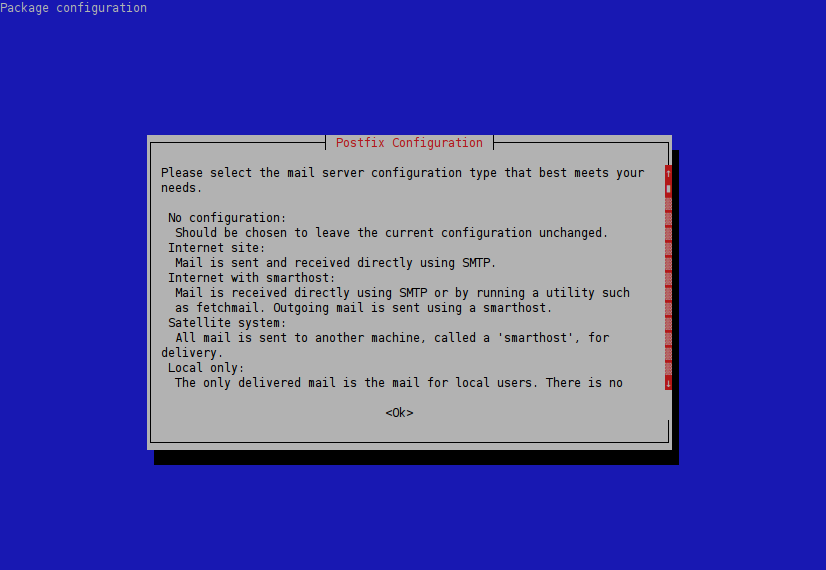 Package configuration
Postfix Configuration
Please select the mail server configuration type that best meets your
needs.
No configuration:
Should be chosen to leave the current configuration unchanged.
Internet site:
Mail is sent and received directly using SMTP.
Internet with smarthost:
Mail is received directly using SMTP or by running a utility such
as fetchmail. Outgoing mail is sent using a smarthost.
Satellite system:
All mail is sent to another machine, called a 'smarthost', for
delivery.
Local only:
The only delivered mail is the mail for local users. There is no
<Ok>